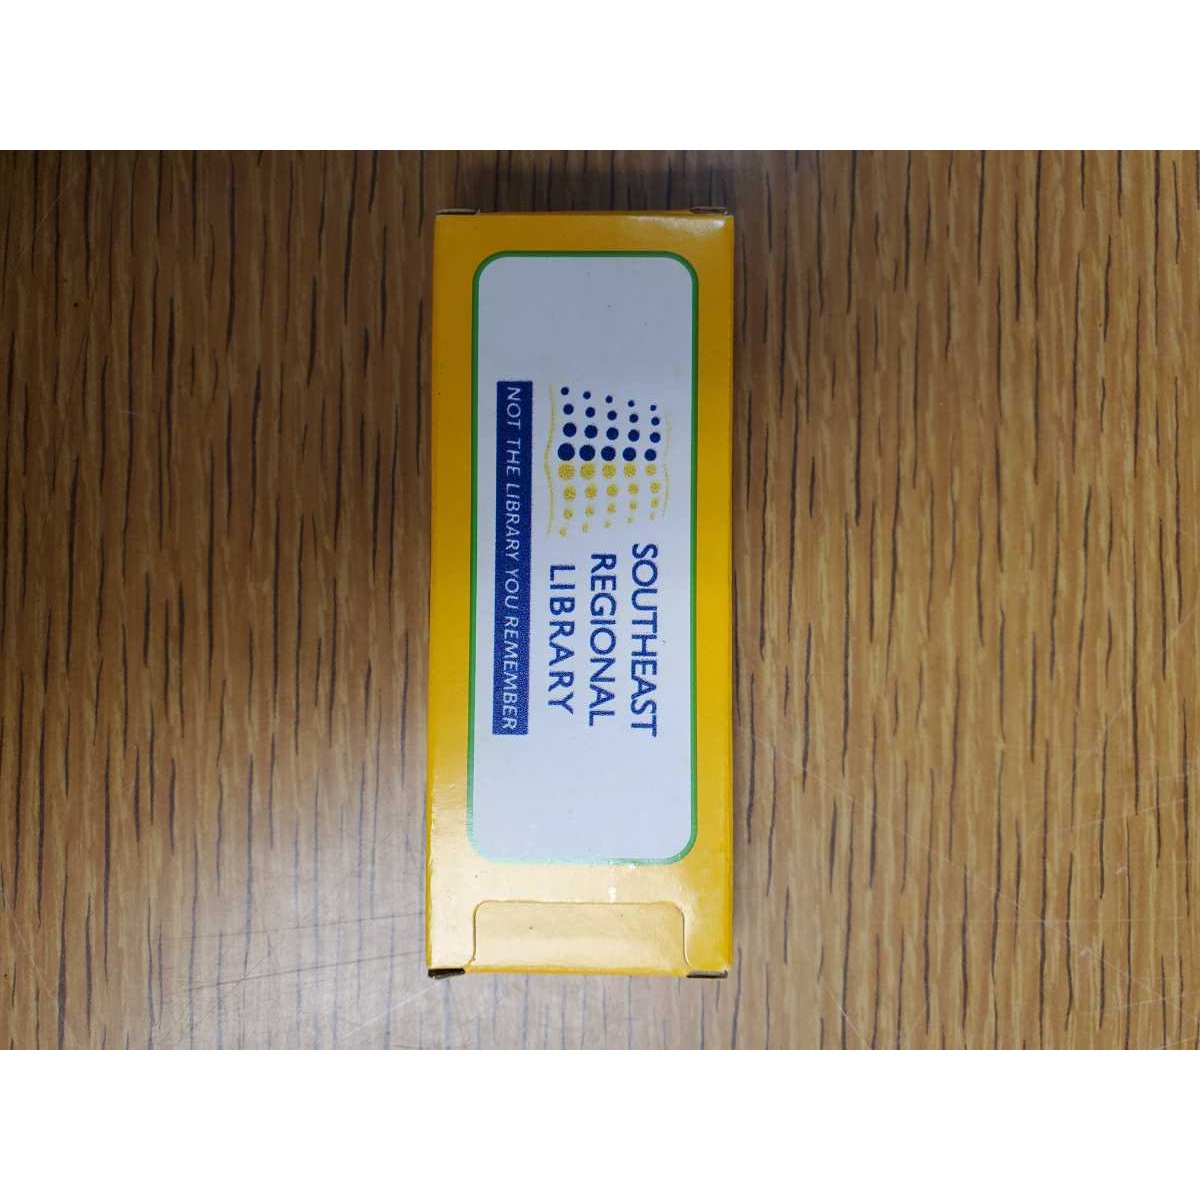 SOUTHEAST
REGIONAL
LIBRARY
NOT THE LIBRARY YOU REMEMBER